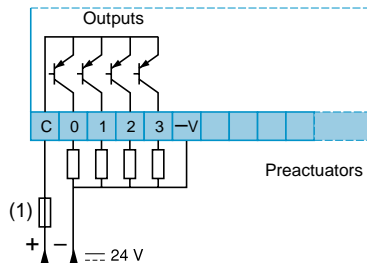 Outputs
C 0 1 2 3 –V
Preactuators
(1)
+ – ⎓ 24 V